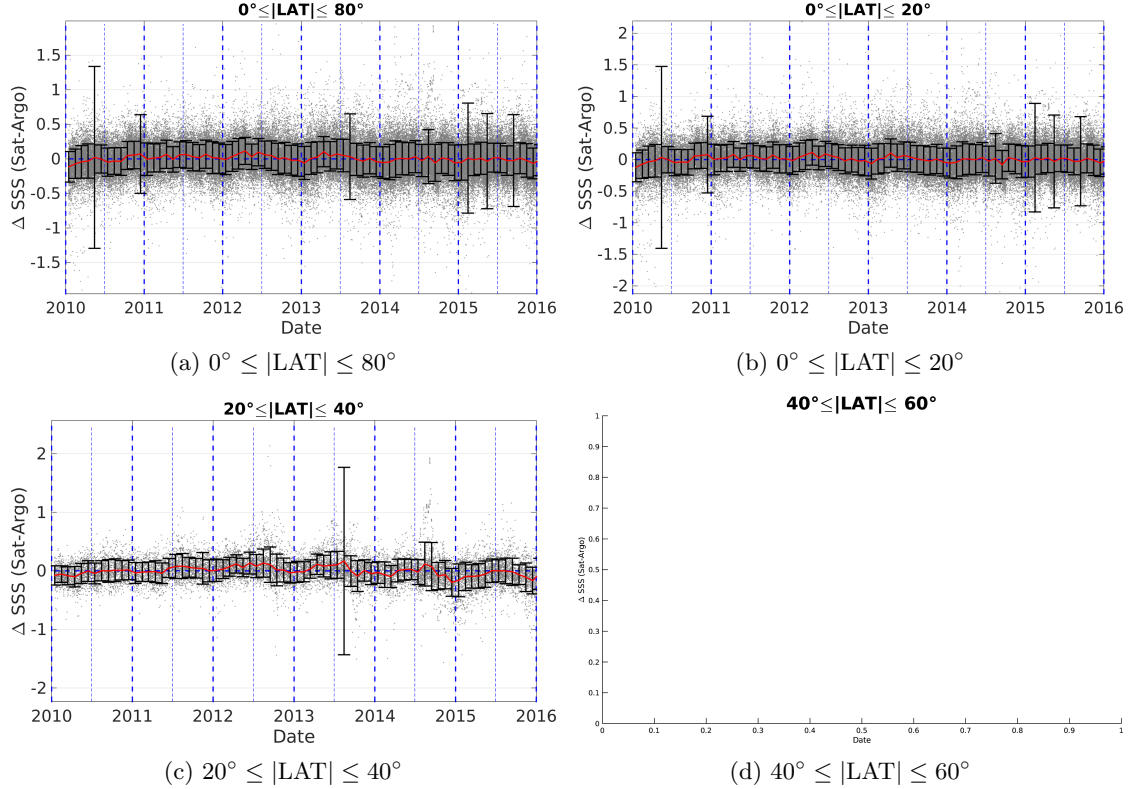 0°≤|LAT|≤ 80°
Δ SSS (Sat-Argo)
1.5
1
0.5
0
-0.5
-1
-1.5
2010 2011 2012 2013 2014 2015 2016
Date
(a) 0° ≤ |LAT| ≤ 80°
0°≤|LAT|≤ 20°
Δ SSS (Sat-Argo)
2
1.5
1
0.5
0
-0.5
-1
-1.5
-2
2010 2011 2012 2013 2014 2015 2016
Date
(b) 0° ≤ |LAT| ≤ 20°
20°≤|LAT|≤ 40°
Δ SSS (Sat-Argo)
2
1
0
-1
-2
2010 2011 2012 2013 2014 2015 2016
Date
(c) 20° ≤ |LAT| ≤ 40°
40°≤|LAT|≤ 60°
Δ SSS (Sat-Argo)
1
0.9
0.8
0.7
0.6
0.5
0.4
0.3
0.2
0.1
0
0 0.1 0.2 0.3 0.4 0.5 0.6 0.7 0.8 0.9 1
Date
(d) 40° ≤ |LAT| ≤ 60°